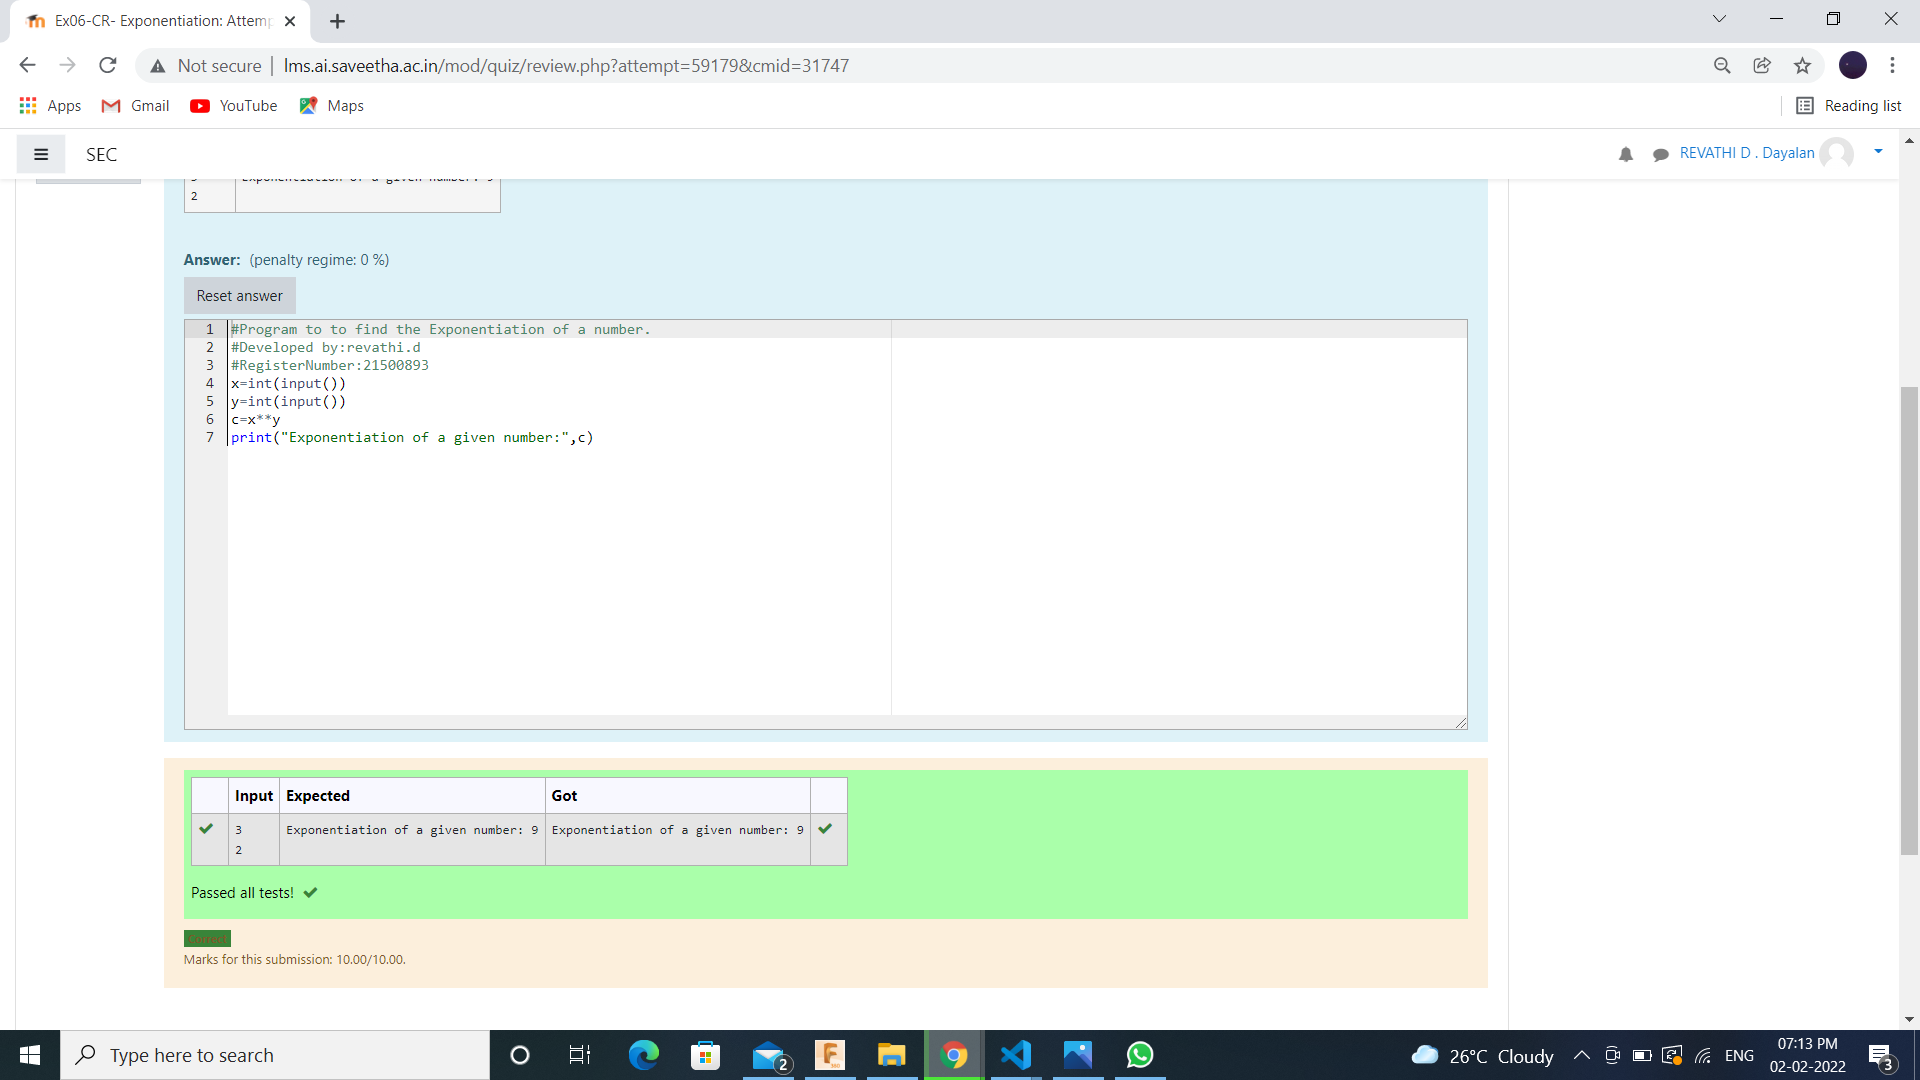 Ex06-CR- Exponentiation: Attem
Not secure
lms.ai.saveetha.ac.in/mod/quiz/review.php?attempt=59179&cmid=31747
Apps
Gmail
YouTube
Maps
Reading list
SEC
REVATHI D . Dayalan
2
Answer: (penalty regime: 0 %)
Reset answer
1 #Program to to find the Exponentiation of a number.
2 #Developed by:revathi.d
3 #RegisterNumber:21500893
4 x=int(input())
5 y=int(input())
6 c=x**y
7 print("Exponentiation of a given number:",c)
Input Expected Got
3 Exponentiation of a given number: 9 Exponentiation of a given number: 9
2
Passed all tests!
Correct
Marks for this submission: 10.00/10.00.
Type here to search
2
26°C Cloudy
ENG
07:13 PM
02-02-2022
3